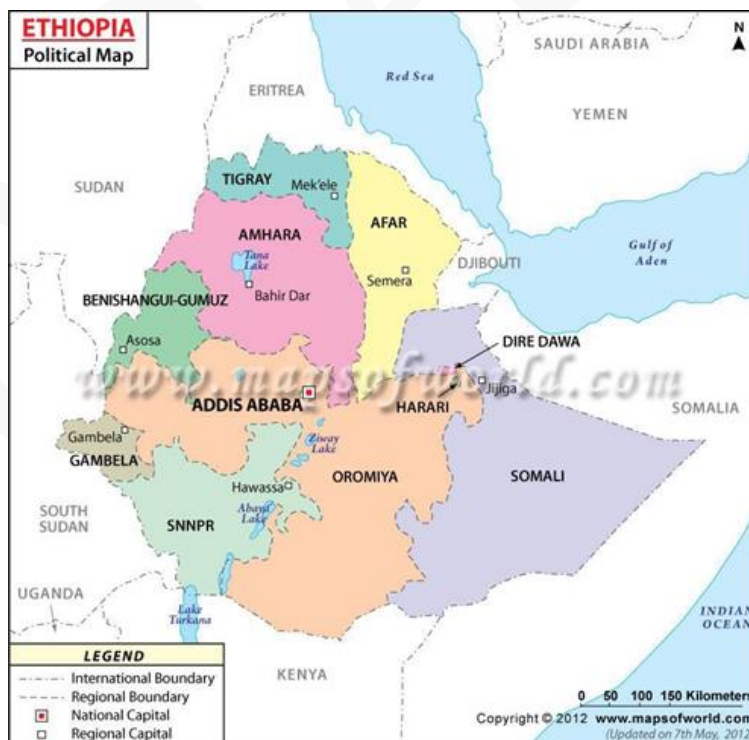 ETHIOPIA
Political Map
N
SAUDI ARABIA
Red Sea
ERITREA
YEMEN
SUDAN
TIGRAY
Mek'ele
AFAR
AMHARA
Tana
Lake
Gulf of
Aden
DJIBOUTI
Semera
BENISHANGUI-GUMUZ
Bahir Dar
Asosa
DIRE DAWA
www.mapsofworld.com
ADDIS ABABA
HARARI
Jijiga
SOMALIA
Gambela
GAMBELA
Ziway
Lake
OROMIYA
SOMALI
Hawassa
SOUTH
SUDAN
SNNPR
Abaya
Lake
UGANDA
Lake
Turkana
INDIAN
OCEAN
KENYA
LEGEND
International Boundary
Regional Boundary
National Capital
Regional Capital
0 50 100 150 Kilometers
Copyright © 2012 www.mapsofworld.com
(Updated on 7th May, 2012)